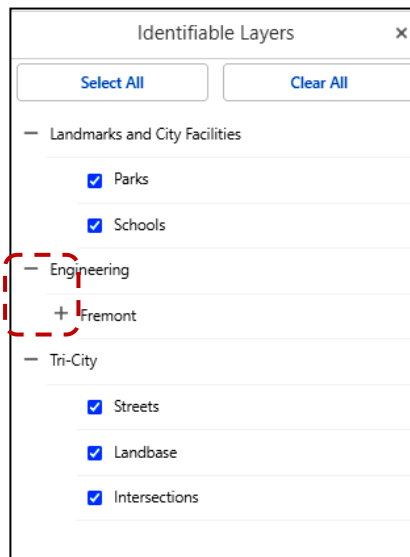 Identifiable Layers ×
Select All Clear All
— Landmarks and City Facilities
Parks
Schools
— Engineering
+ Fremont
— Tri-City
Streets
Landbase
Intersections